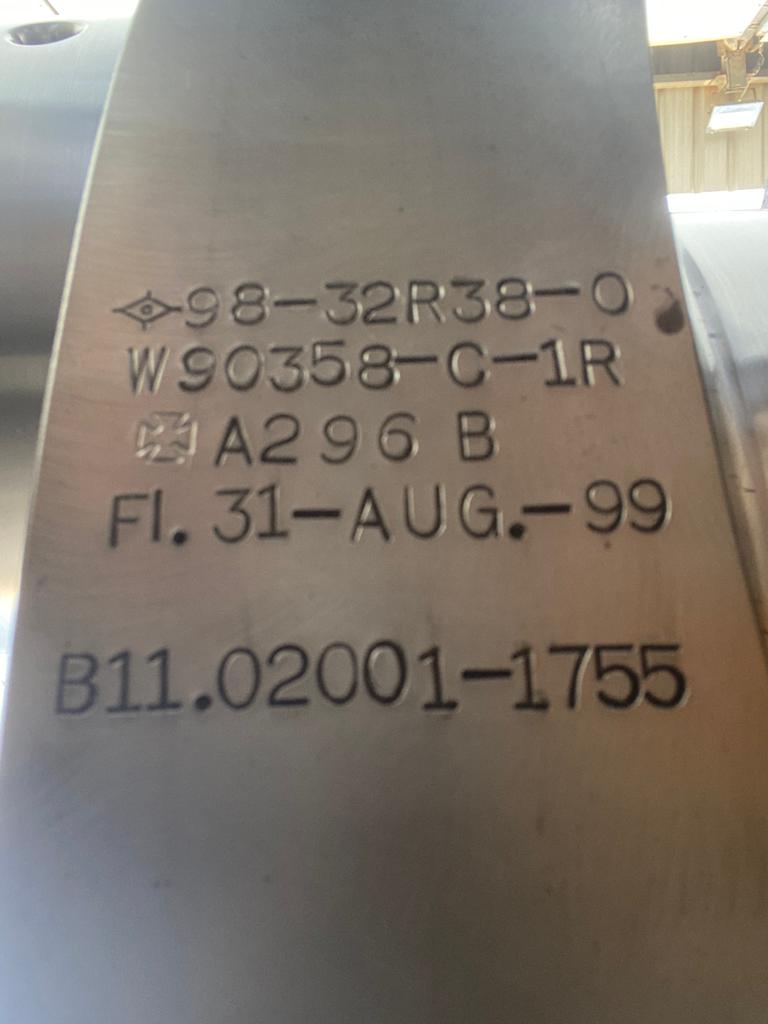 98-32R38-0
W90358-C-1R
A296 B
FI. 31-AUG.-99
B11.02001-1755